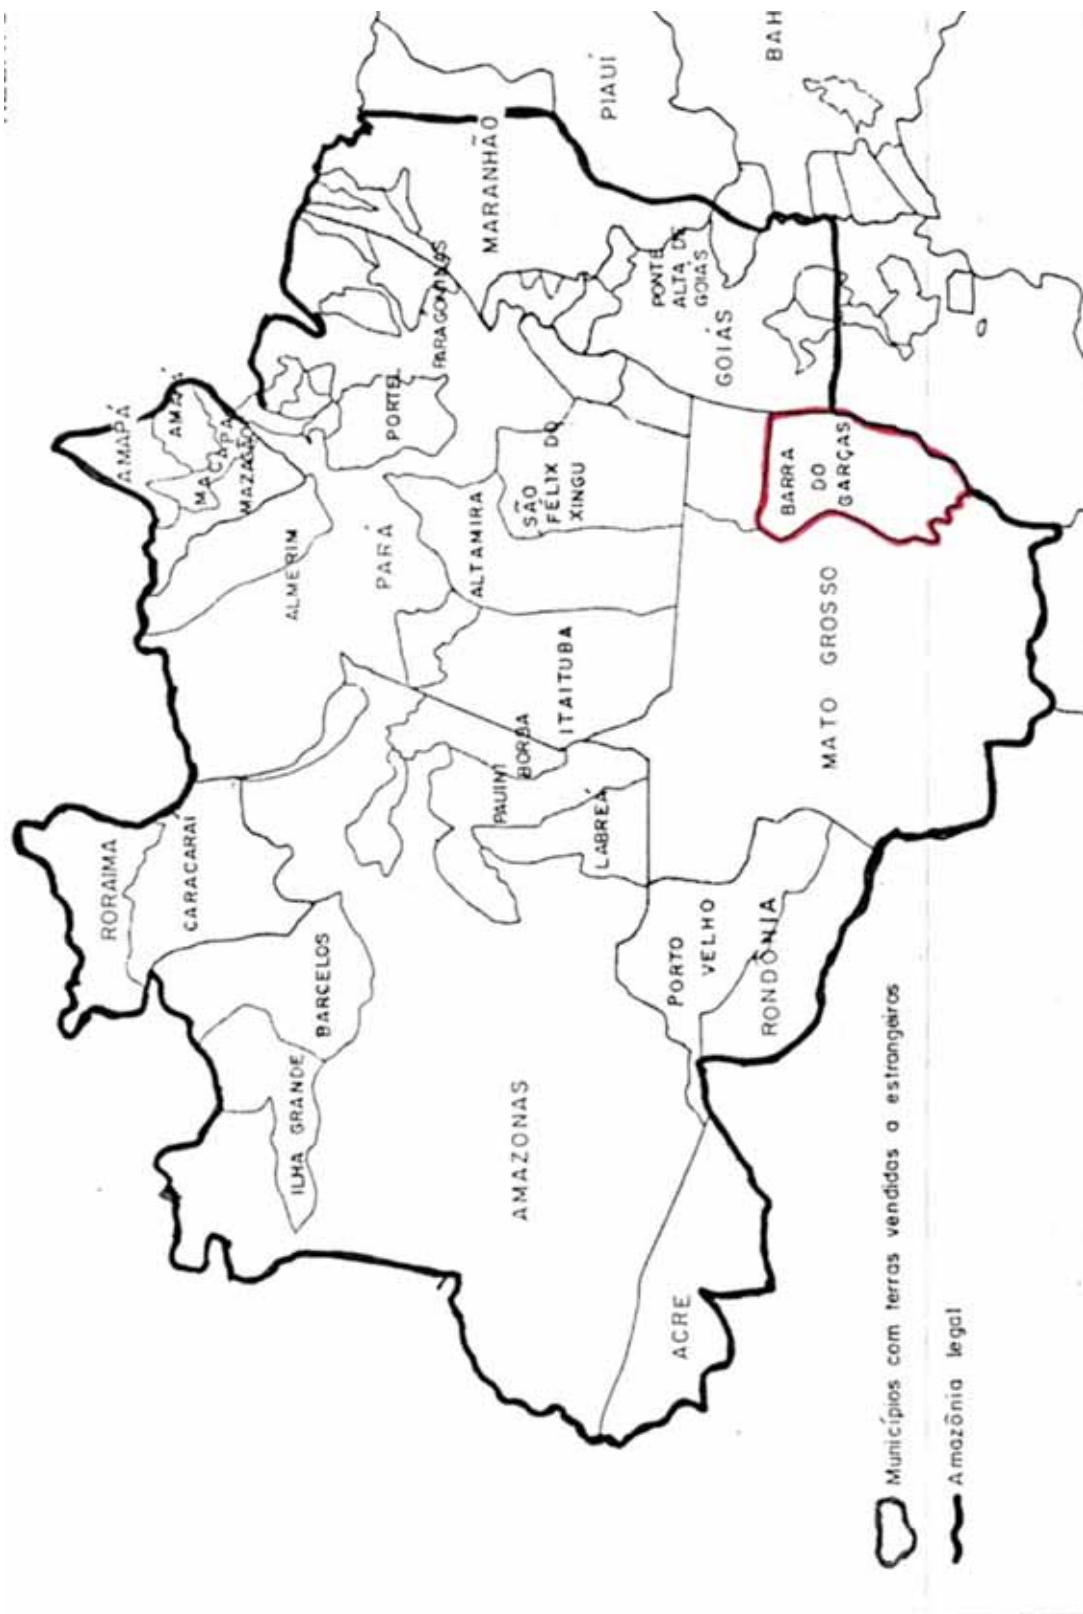 RORAIMA
CARACARAÍ
BARCELOS
ILHA GRANDE
AMAZONAS
ACRE
AMAPÁ
MACAPÁ
MAZAGÃO
ALMERIM
PARÁ
PORTEL
PARAGOMINAS
MARANHÃO
PIAUÍ
BAH
ALTAMIRA
SÃO
FÉLIX DO
XINGU
ITAITUBA
BORBA
PAUINI
LABREÁ
PORTO
VELHO
RONDÔNIA
PONTE
ALTA DE
GOIÁS
GOIÁS
BARRA
DO
GARÇAS
MATO GROSSO
Municípios com terras vendidas a estrangeiros
Amazônia legal